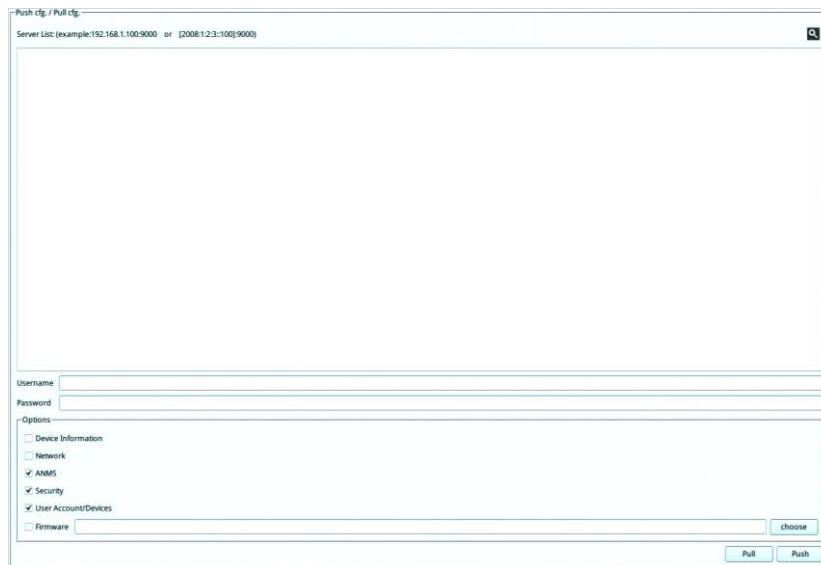 Push cfg. / Pull cfg.
Server List: (example:192.168.1.100:9000 or [2008:1:2:3::100]:9000)
Username
Password
Options
Device Information
Network
ANMS
Security
User Account/Devices
Firmware choose
Pull Push